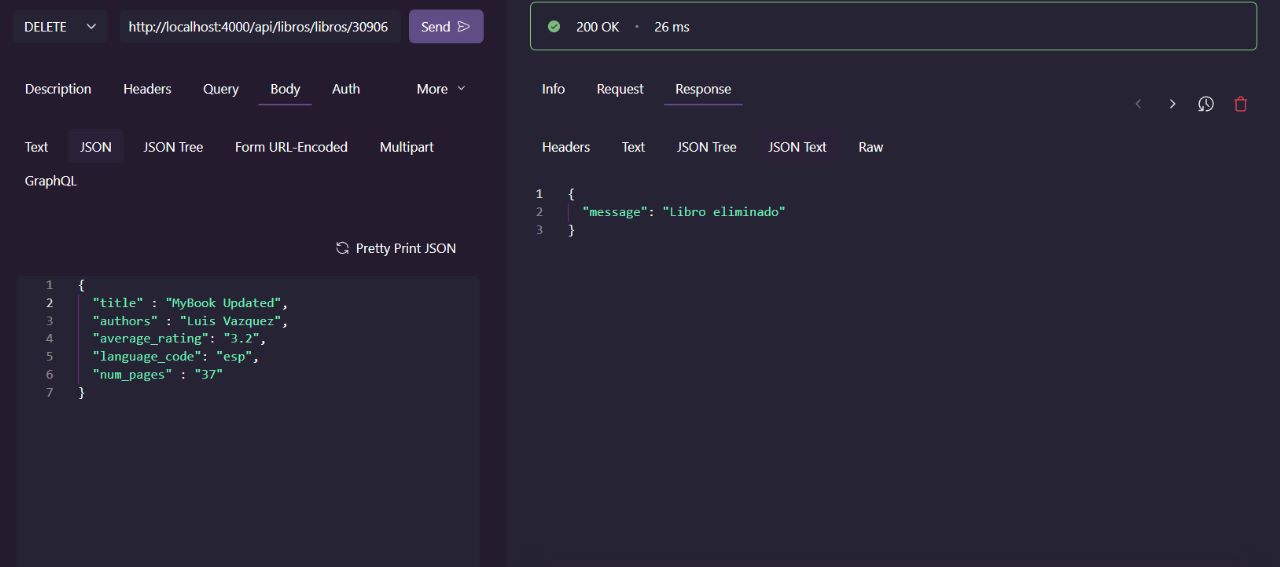 DELETE http://localhost:4000/api/libros/libros/30906 Send
Description Headers Query Body Auth More
Text JSON JSON Tree Form URL-Encoded Multipart
GraphQL
Pretty Print JSON
1 {
2 "title" : "MyBook Updated",
3 "authors" : "Luis Vazquez",
4 "average_rating": "3.2",
5 "language_code": "esp",
6 "num_pages" : "37"
7 }
200 OK • 26 ms
Info Request Response
Headers Text JSON Tree JSON Text Raw
1 {
2 "message": "Libro eliminado"
3 }